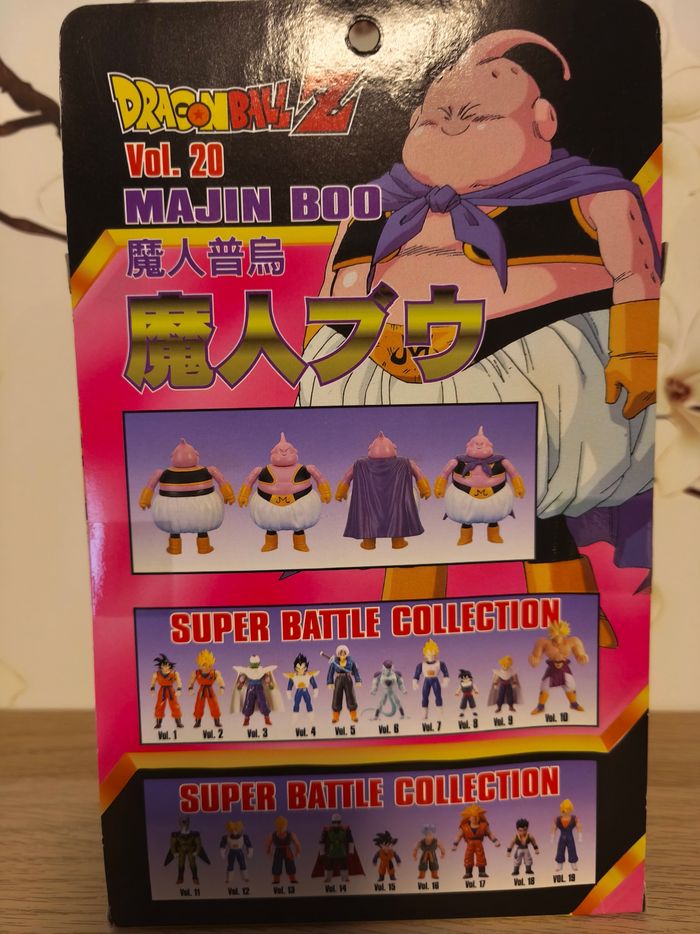 DRAGONBALL Z
Vol. 20
MAJIN BOO
魔人普烏
魔人ブウ
M
M
M
SUPER BATTLE COLLECTION
Vol. 1 Vol. 2 Vol. 3 Vol. 4 Vol. 5 Vol. 6 Vol. 7 Vol. 8 Vol. 9 Vol. 10
SUPER BATTLE COLLECTION
Vol. 11 Vol. 12 Vol. 13 Vol. 14 Vol. 15 Vol. 16 Vol. 17 Vol. 18 VOL. 19